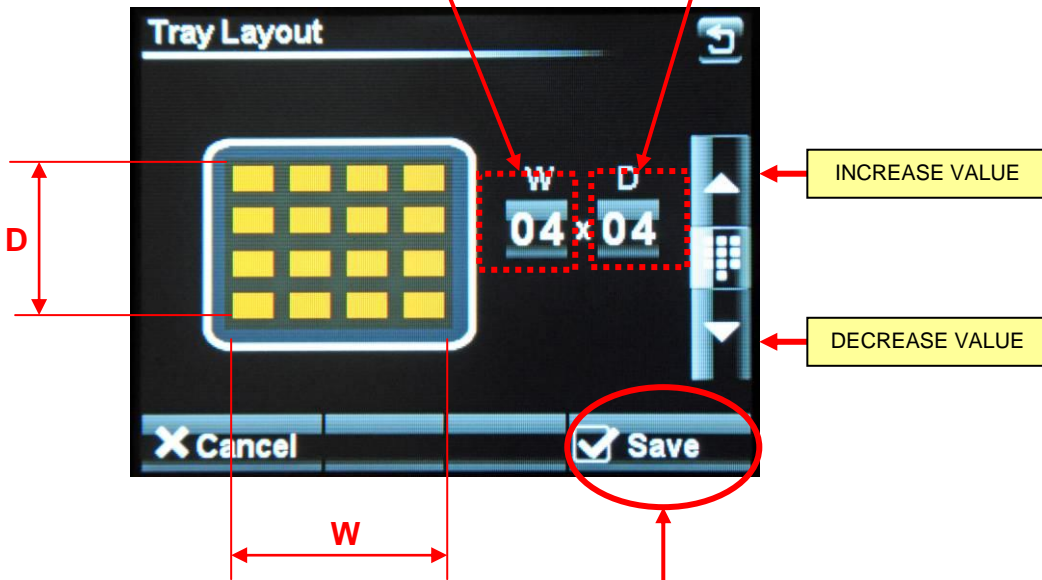 Tray Layout
INCREASE VALUE
W D
04 x 04
D
DECREASE VALUE
Cancel
Save
W